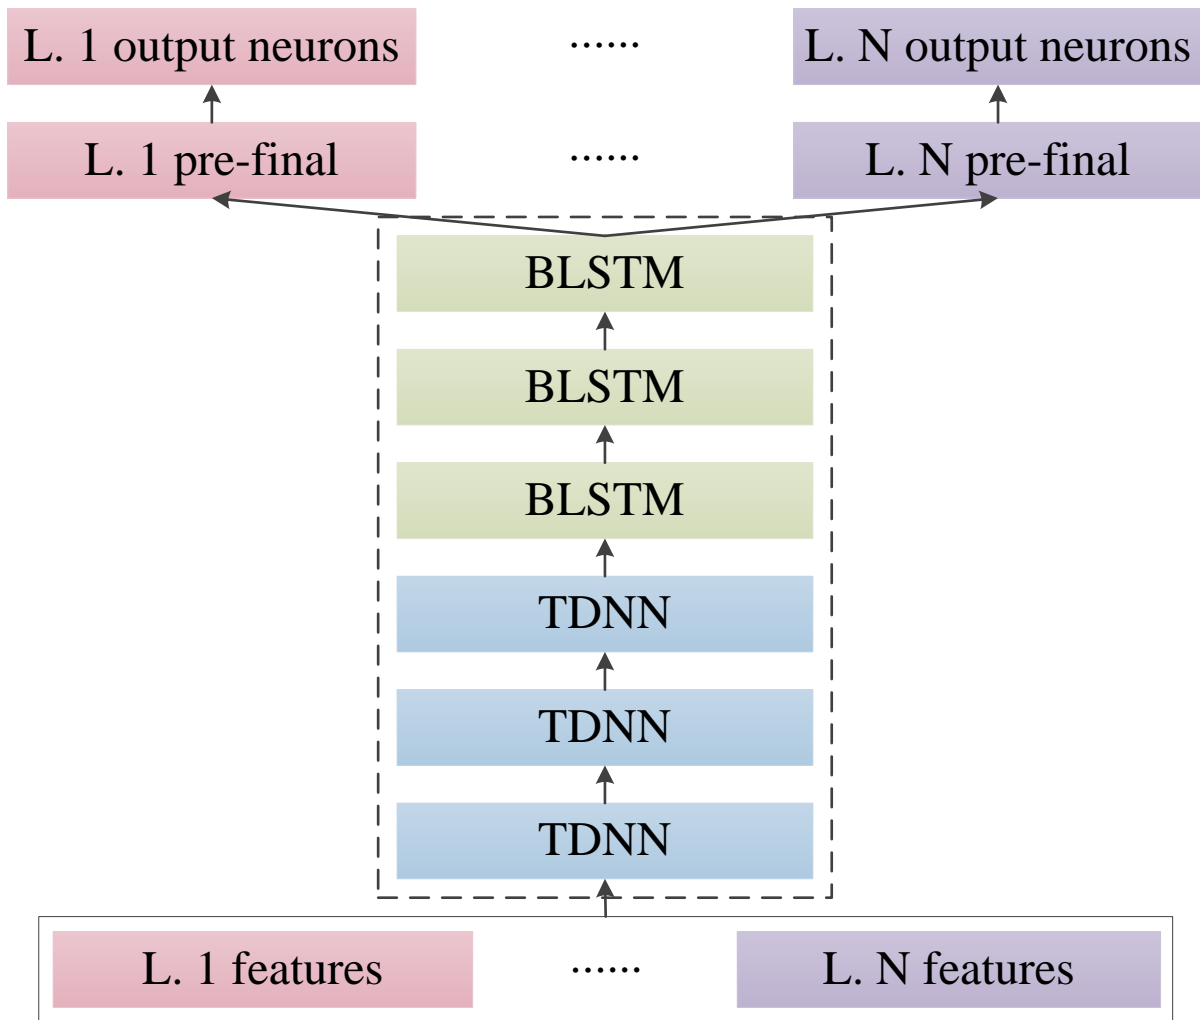 L. 1 output neurons ...... L. N output neurons
L. 1 pre-final ...... L. N pre-final
BLSTM
BLSTM
BLSTM
TDNN
TDNN
TDNN
L. 1 features ...... L. N features